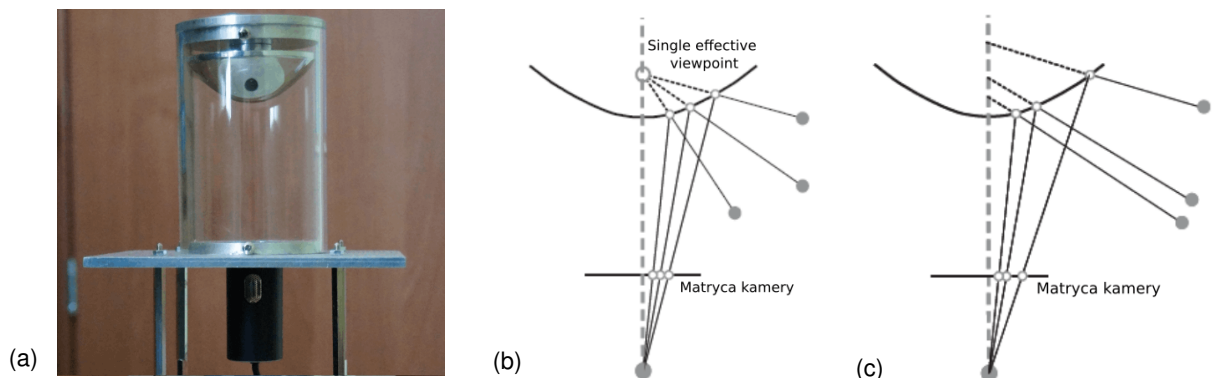 (a)
Single effective
viewpoint
Matryca kamery
(b)
Matryca kamery
(c)